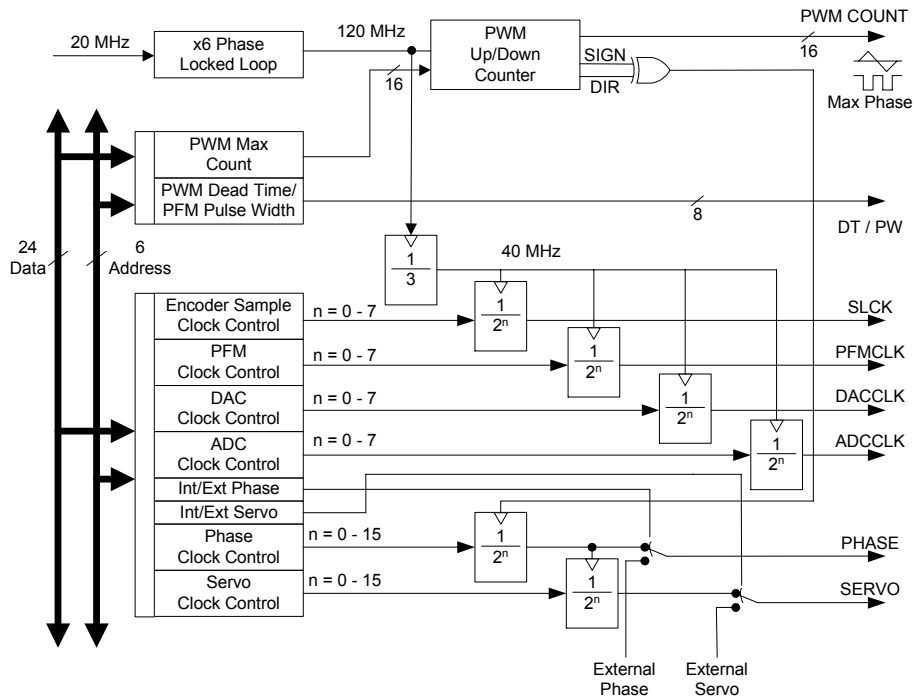 20 MHz
x6 Phase
Locked Loop
120 MHz
16
PWM
Up/Down
Counter
SIGN
DIR
PWM COUNT
16
Max Phase
PWM Max
Count
PWM Dead Time/
PFM Pulse Width
8
DT / PW
24
Data
6
Address
1
3
40 MHz
Encoder Sample
Clock Control
n = 0 - 7
1
2ⁿ
SLCK
PFM
Clock Control
n = 0 - 7
1
2ⁿ
PFMCLK
DAC
Clock Control
n = 0 - 7
1
2ⁿ
DACCLK
ADC
Clock Control
n = 0 - 7
1
2ⁿ
ADCCLK
Int/Ext Phase
Int/Ext Servo
Phase
Clock Control
n = 0 - 15
1
2ⁿ
PHASE
Servo
Clock Control
n = 0 - 15
1
2ⁿ
SERVO
External
Phase
External
Servo